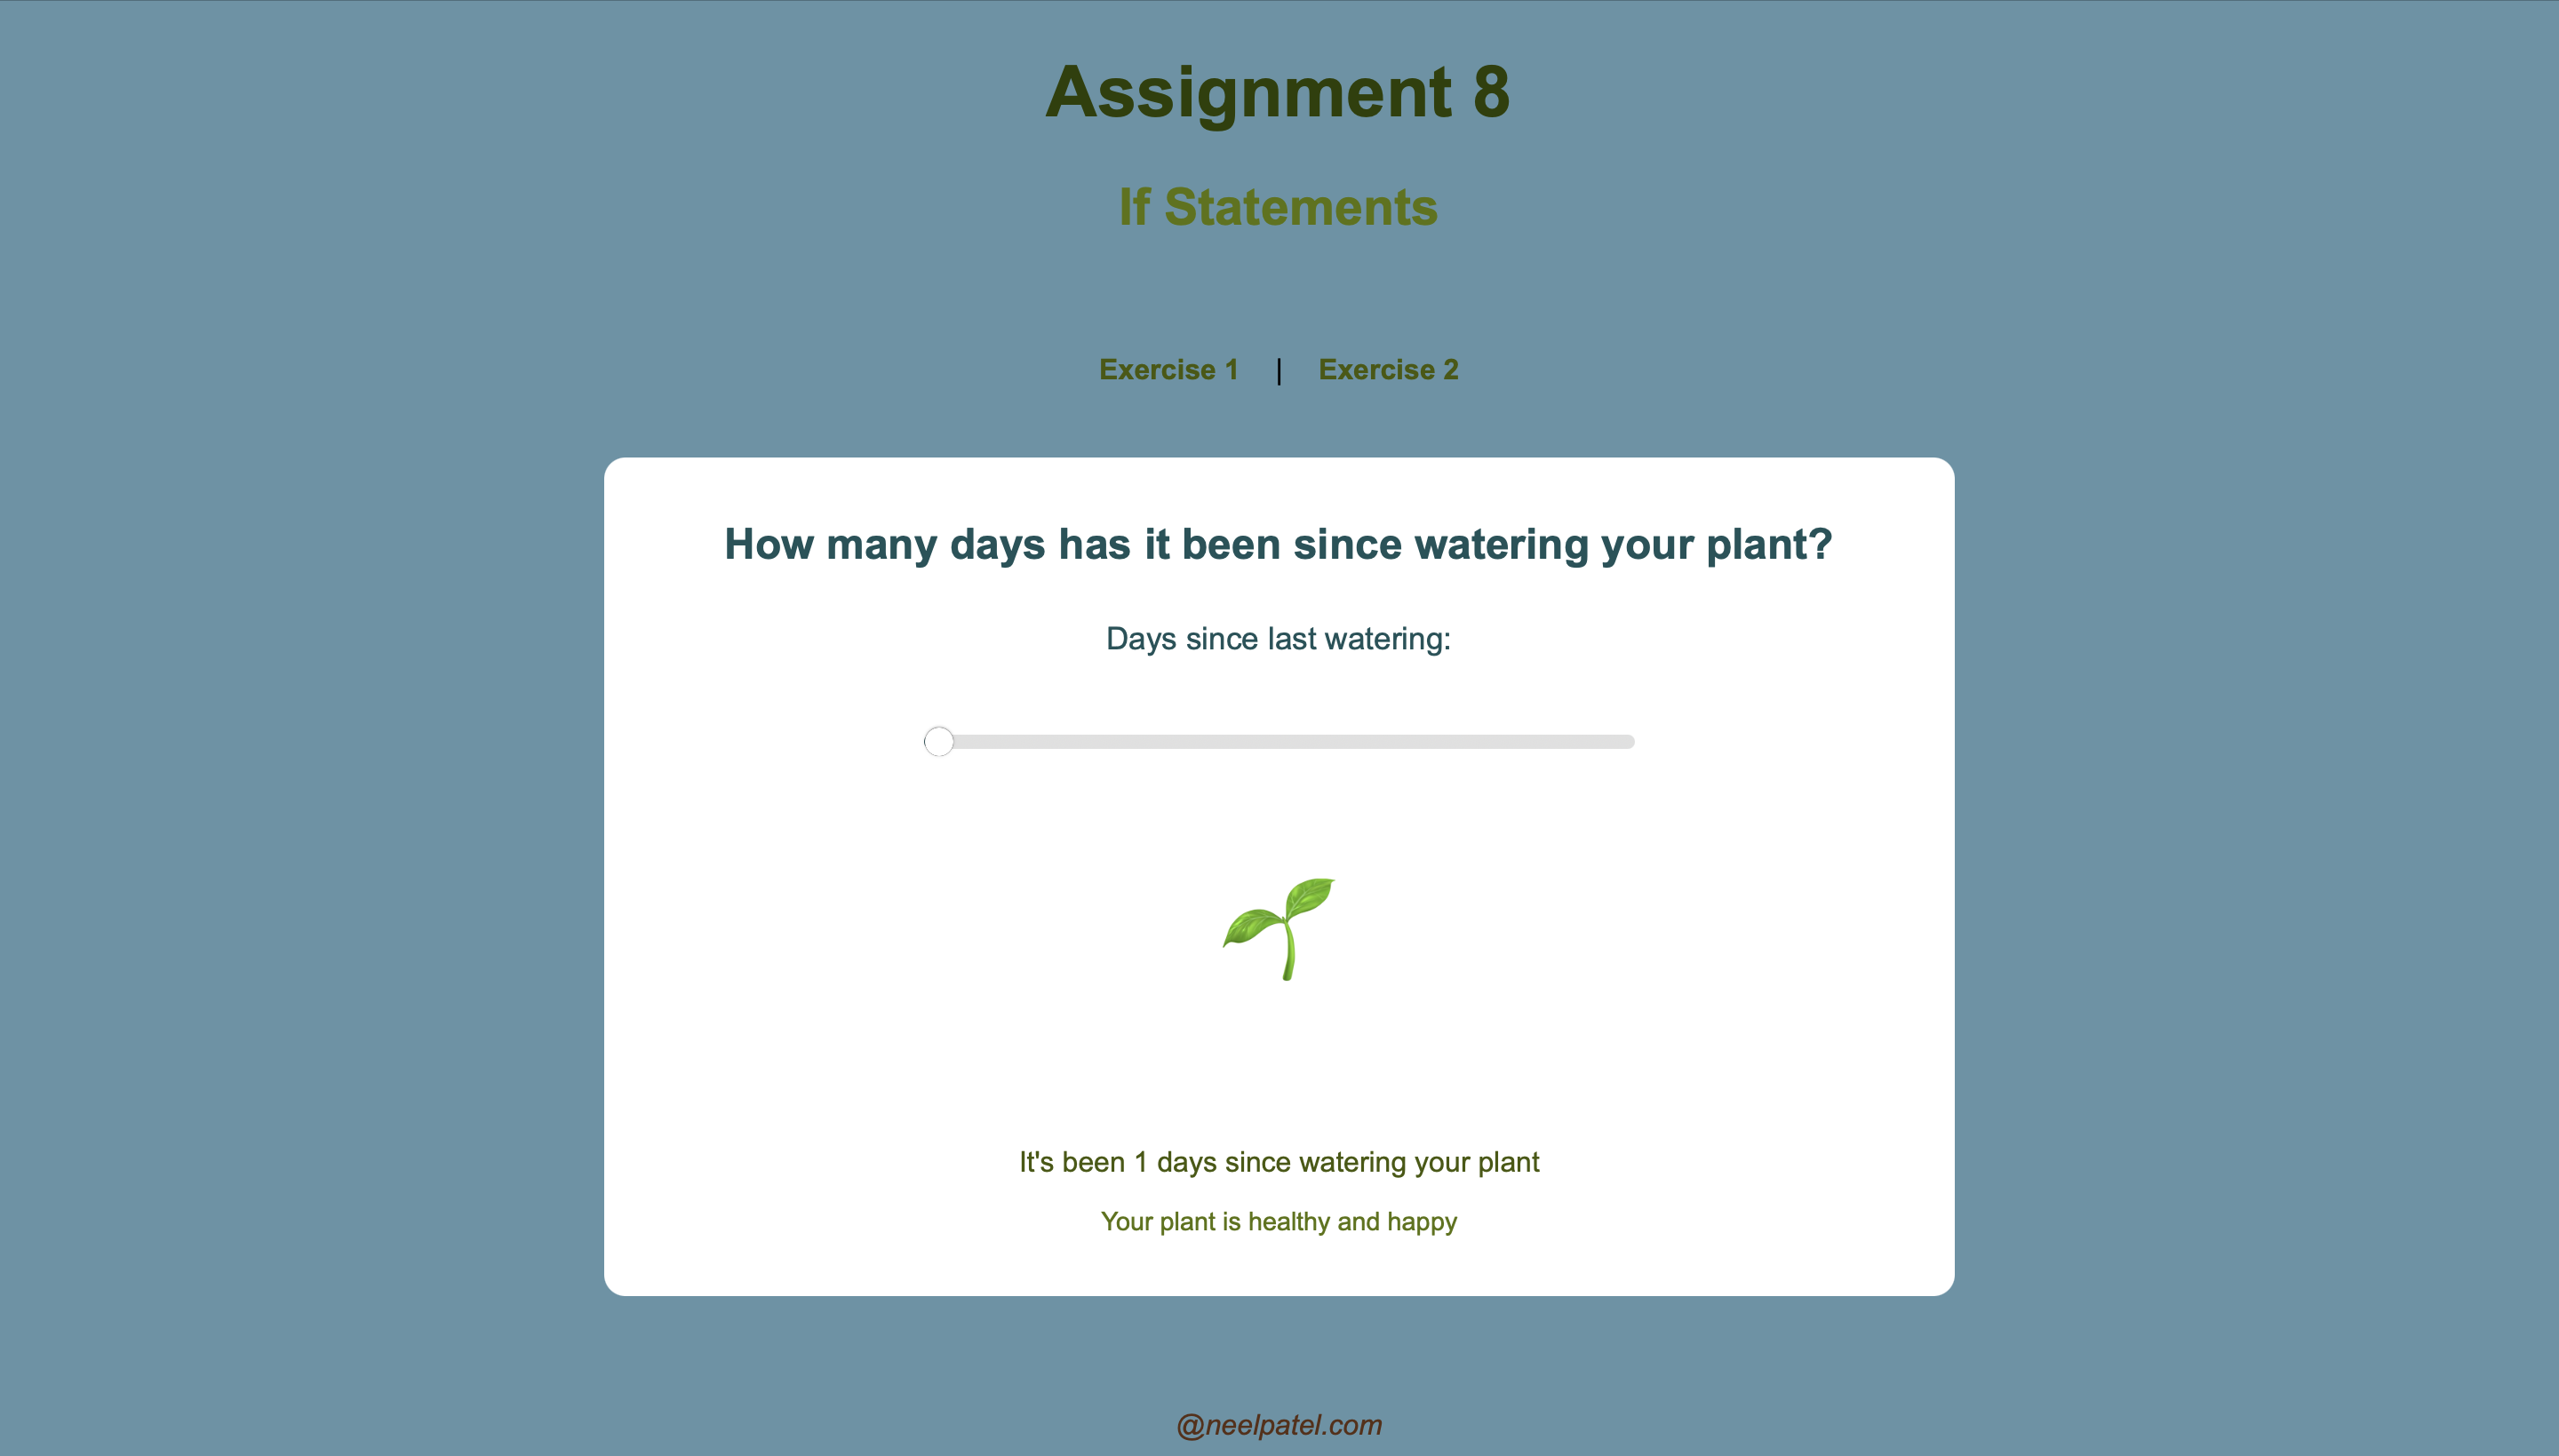 Assignment 8
If Statements
Exercise 1 | Exercise 2
How many days has it been since watering your plant?
Days since last watering:
It's been 1 days since watering your plant
Your plant is healthy and happy
@neelpatel.com